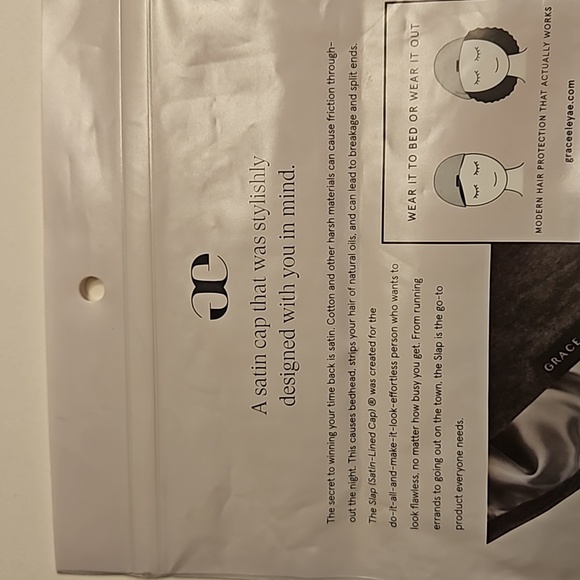 æ
A satin cap that was stylishly
designed with you in mind.
The secret to winning your time back is satin. Cotton and other harsh materials can cause friction through-
out the night. This causes bedhead, strips your hair of natural oils, and can lead to breakage and split ends.
The Slap (Satin-Lined Cap) ® was created for the
do-it-all-and-make-it-look-effortless person who wants to
look flawless, no matter how busy you get. From running
errands to going out on the town, the Slap is the go-to
product everyone needs.
WEAR IT TO BED OR WEAR IT OUT
MODERN HAIR PROTECTION THAT ACTUALLY WORKS
graceeleyae.com
GRACE